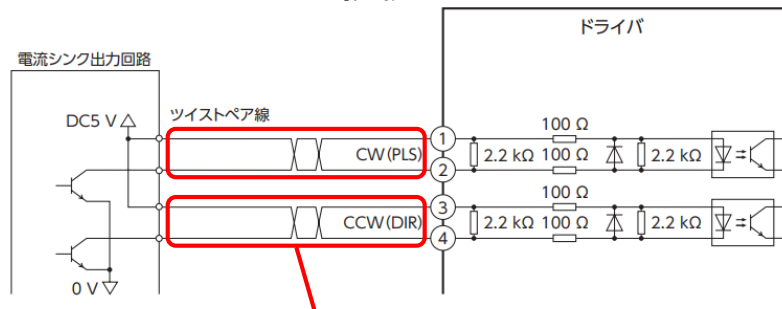 ドライバ
電流シンク出力回路
DC5 V
ツイストペア線
CW(PLS)
CCW(DIR)
0 V
1
2
3
4
2.2 kΩ
100 Ω
100 Ω
2.2 kΩ
2.2 kΩ
100 Ω
100 Ω
2.2 kΩ